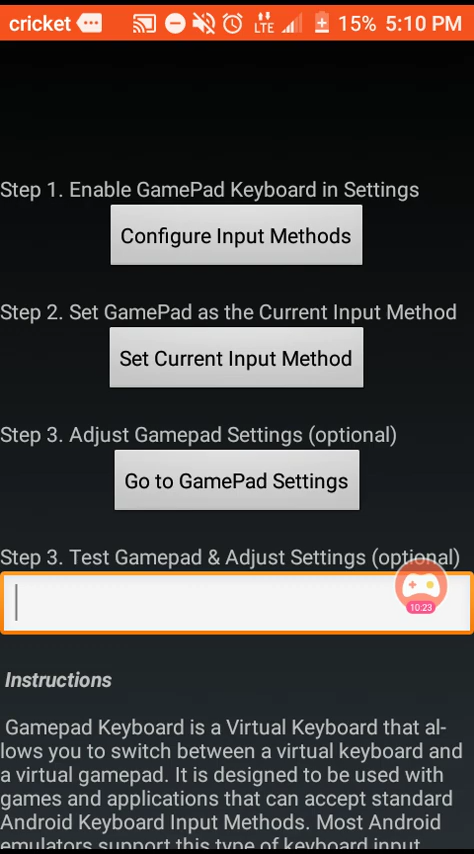 cricket 15% 5:10 PM
LTE
Step 1. Enable GamePad Keyboard in Settings
Configure Input Methods
Step 2. Set GamePad as the Current Input Method
Set Current Input Method
Step 3. Adjust Gamepad Settings (optional)
Go to GamePad Settings
Step 3. Test Gamepad & Adjust Settings (optional)
10:23
Instructions
Gamepad Keyboard is a Virtual Keyboard that al-
lows you to switch between a virtual keyboard and
a virtual gamepad. It is designed to be used with
games and applications that can accept standard
Android Keyboard Input Methods. Most Android
emulators support this type of keyboard input